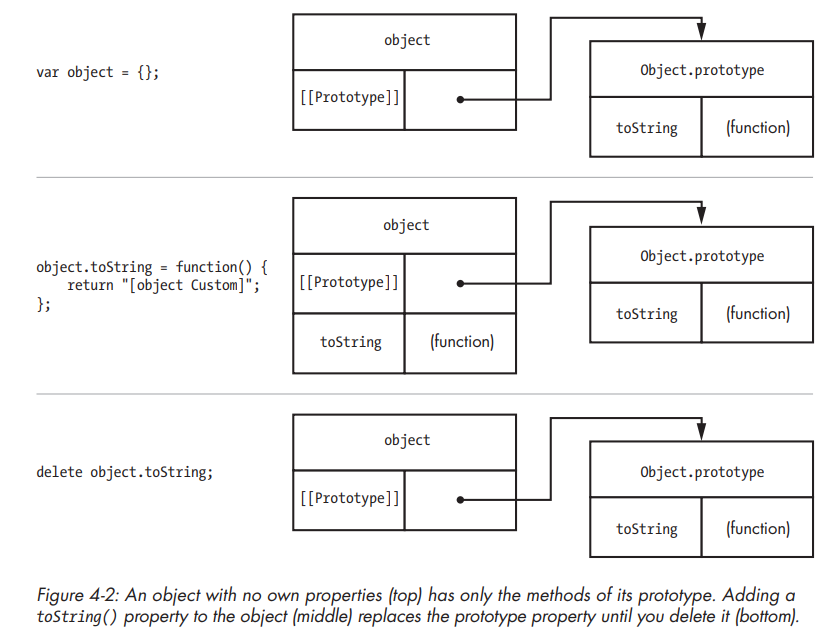 object
var object = {};
[[Prototype]]
Object.prototype
toString
(function)
object
object.toString = function() {
return "[object Custom]";
};
[[Prototype]]
toString
(function)
Object.prototype
toString
(function)
object
delete object.toString;
[[Prototype]]
Object.prototype
toString
(function)
Figure 4-2: An object with no own properties (top) has only the methods of its prototype. Adding a
toString() property to the object (middle) replaces the prototype property until you delete it (bottom).